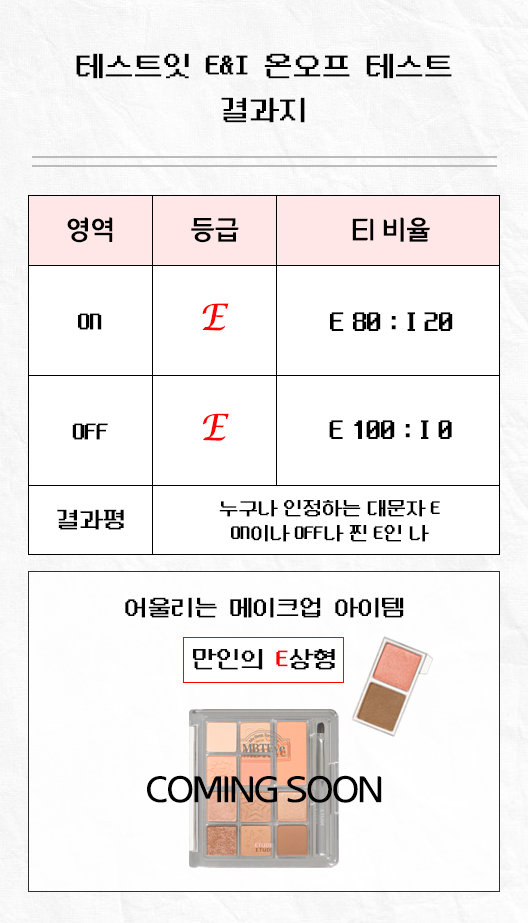 테스트잇 E&I 온오프 테스트
결과지
영역 등급 EI 비율
ON E E 80 : I 20
OFF E E 100 : I 0
결과평 누구나 인정하는 대문자 E
ON이나 OFF나 찐 E인 나
어울리는 메이크업 아이템
만인의 E상형
COMING SOON
ETUDE